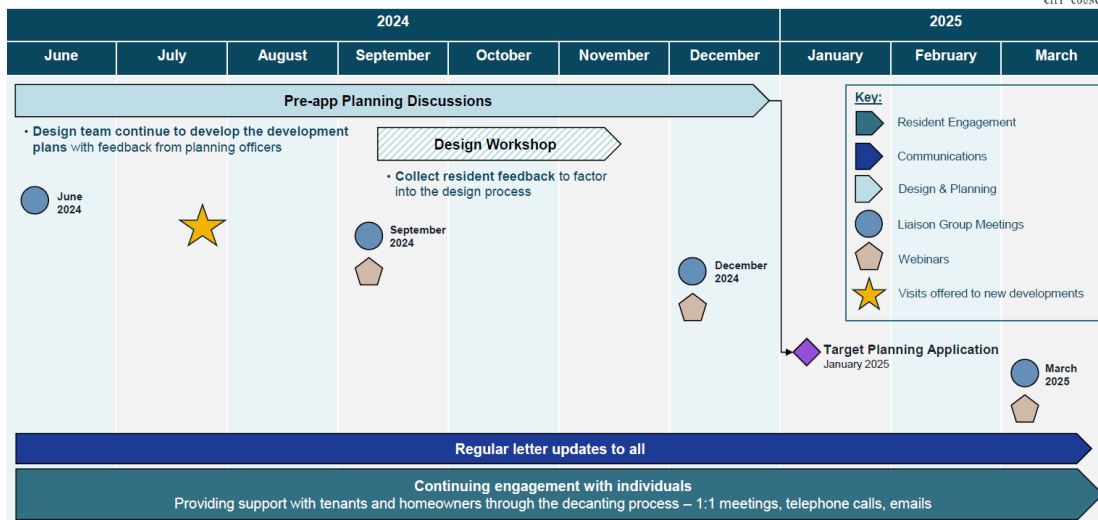 2024
2025
June
July
August
September
October
November
December
January
February
March
Pre-app Planning Discussions
• Design team continue to develop the development
plans with feedback from planning officers
Design Workshop
• Collect resident feedback to factor
into the design process
June
2024
September
2024
December
2024
Key:
Resident Engagement
Communications
Design & Planning
Liaison Group Meetings
Webinars
Visits offered to new developments
Target Planning Application
January 2025
March
2025
Regular letter updates to all
Continuing engagement with individuals
Providing support with tenants and homeowners through the decanting process – 1:1 meetings, telephone calls, emails